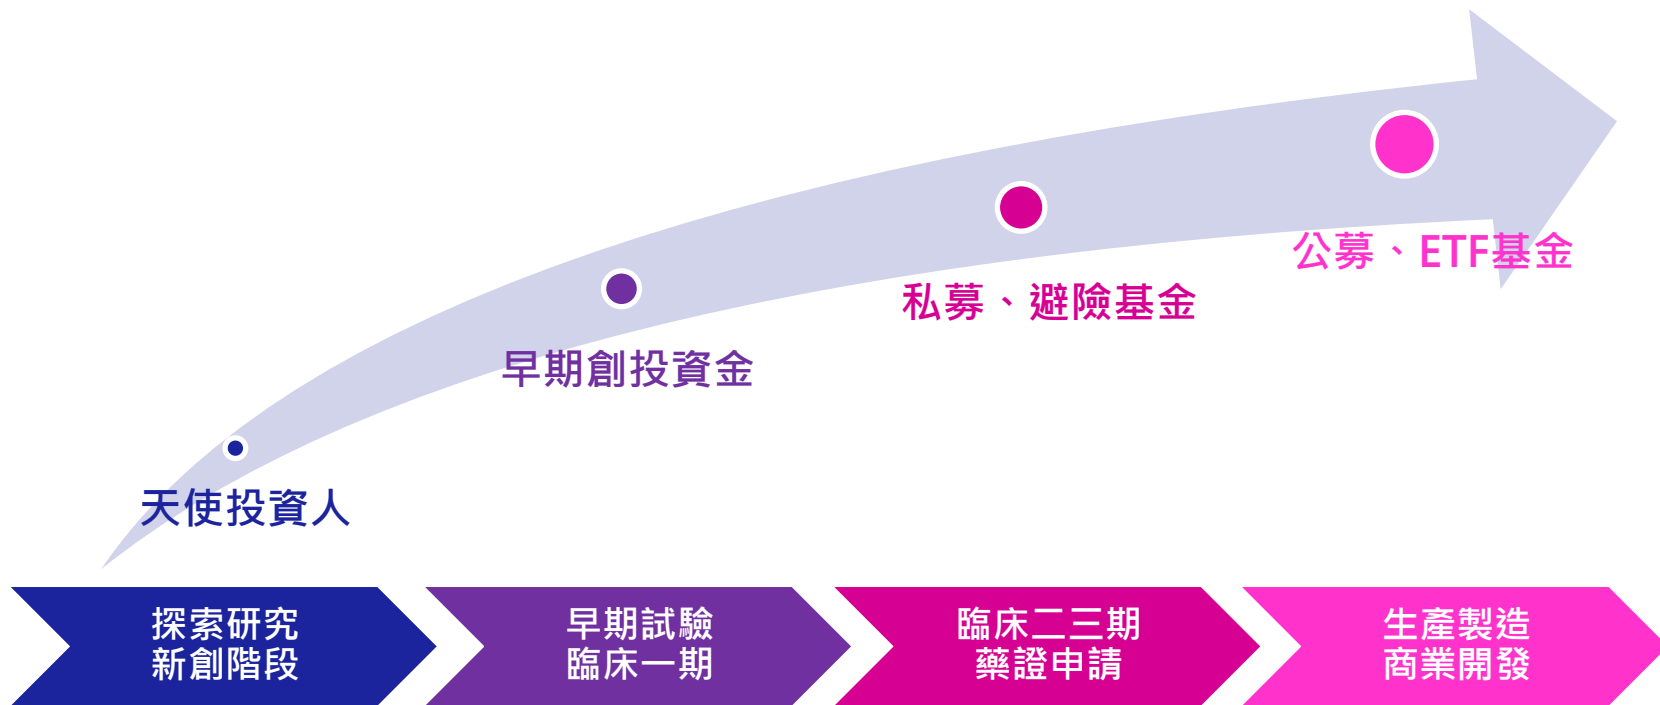 公募、ETF基金
私募、避險基金
早期創投資金
天使投資人
探索研究
新創階段
早期試驗
臨床一期
臨床二三期
藥證申請
生產製造
商業開發